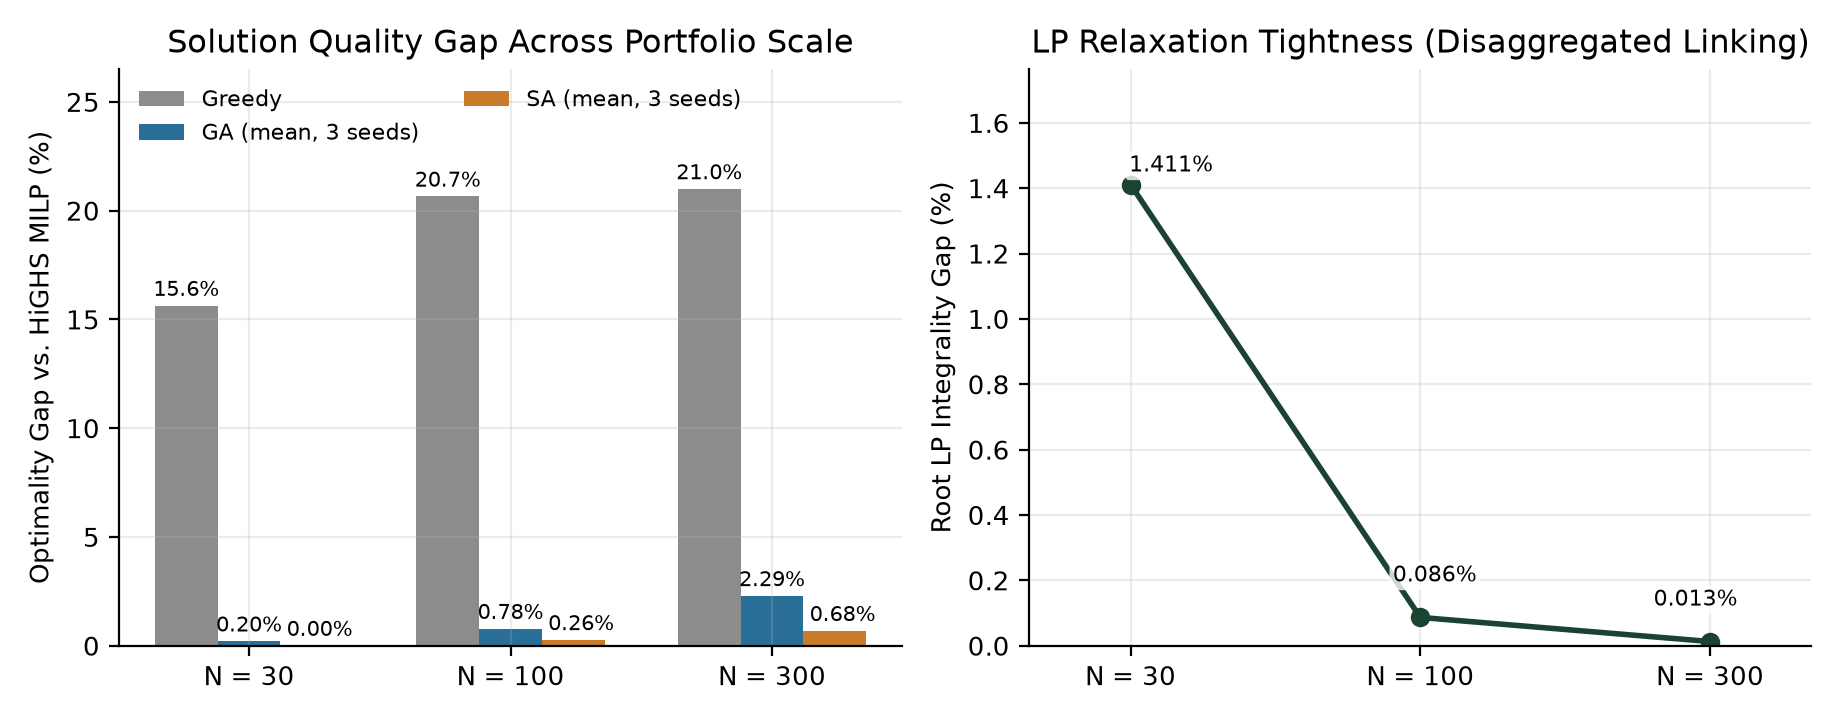 Solution Quality Gap Across Portfolio Scale
Optimality Gap vs. HiGHS MILP (%)
25
20
15
10
5
0
Greedy
GA (mean, 3 seeds)
SA (mean, 3 seeds)
15.6%
0.20%
0.00%
20.7%
0.78%
0.26%
21.0%
2.29%
0.68%
N = 30
N = 100
N = 300
LP Relaxation Tightness (Disaggregated Linking)
Root LP Integrality Gap (%)
1.6
1.4
1.2
1.0
0.8
0.6
0.4
0.2
0.0
1.411%
0.086%
0.013%
N = 30
N = 100
N = 300